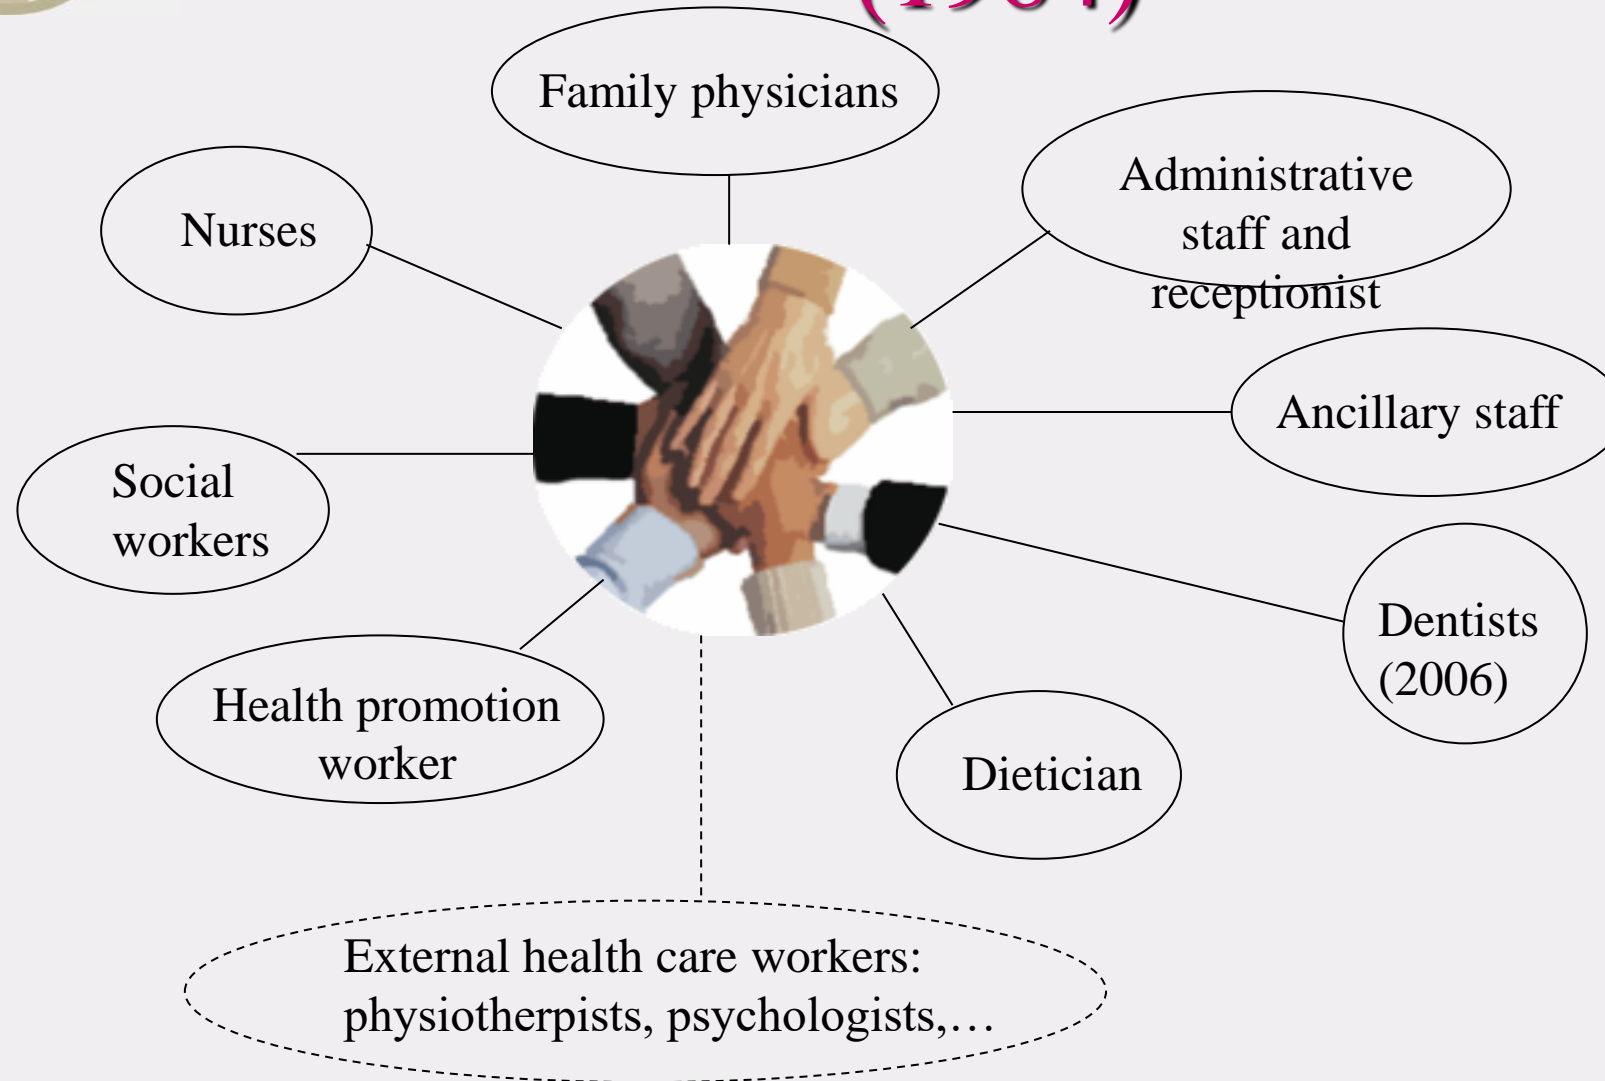 Family physicians
Administrative
staff and
receptionist
Nurses
Ancillary staff
Social
workers
Dentists
(2006)
Health promotion
worker
Dietician
External health care workers:
physiotherpists, psychologists,…